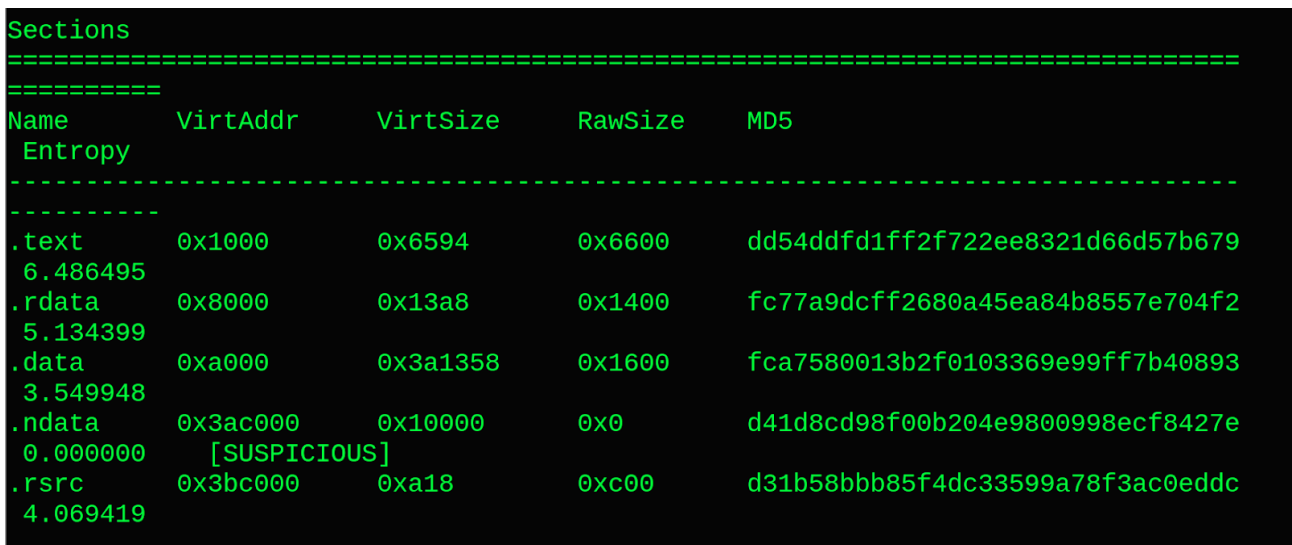 Sections
================================================================================
==========
Name       VirtAddr     VirtSize     RawSize    MD5
 Entropy
--------------------------------------------------------------------------------
----------
.text      0x1000       0x6594       0x6600     dd54ddfd1ff2f722ee8321d66d57b679
 6.486495
.rdata     0x8000       0x13a8       0x1400     fc77a9dcff2680a45ea84b8557e704f2
 5.134399
.data      0xa000       0x3a1358     0x1600     fca7580013b2f0103369e99ff7b40893
 3.549948
.ndata     0x3ac000     0x10000      0x0        d41d8cd98f00b204e9800998ecf8427e
 0.000000    [SUSPICIOUS]
.rsrc      0x3bc000     0xa18        0xc00      d31b58bbb85f4dc33599a78f3ac0eddc
 4.069419